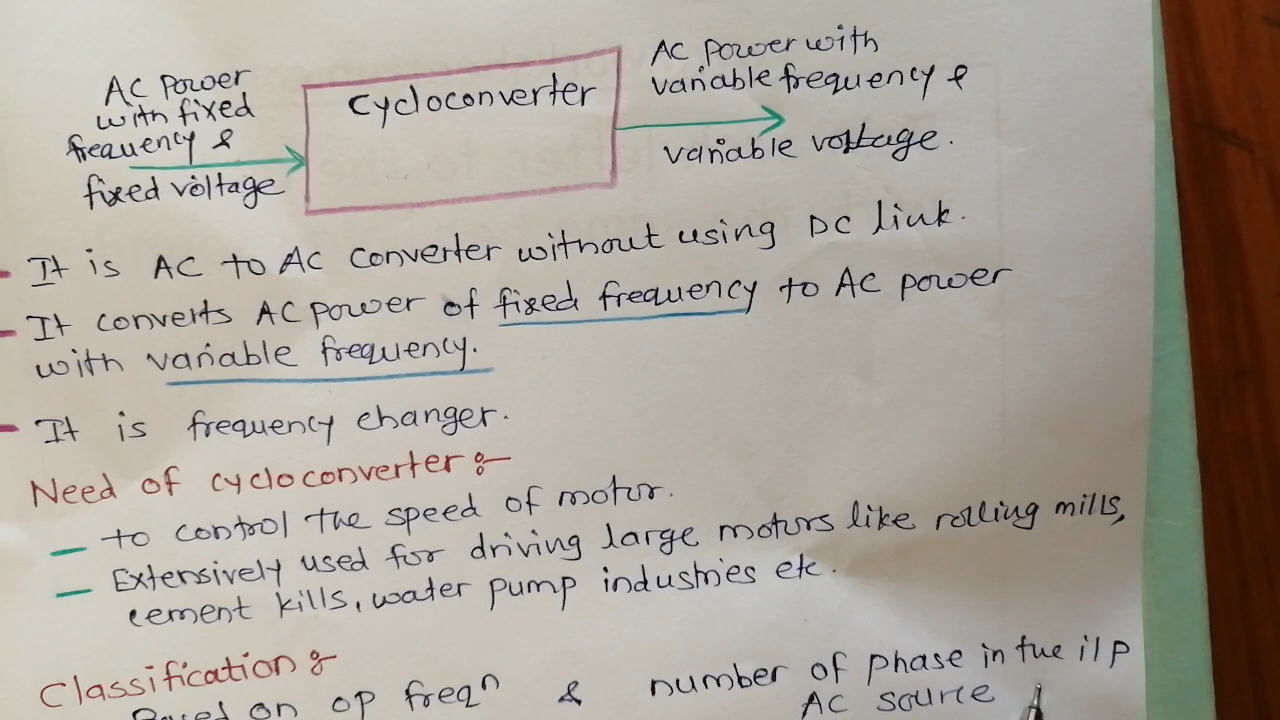 AC Power
with fixed
frequency &
fixed voltage
Cycloconverter
AC Power with
variable frequency &
variable voltage.
It is AC to AC converter without using DC link.
It converts AC power of fixed frequency to AC power
with variable frequency.
It is frequency changer.
Need of cycloconverter :-
to control the speed of motor.
Extensively used for driving large motors like rolling mills,
cement kills, water pump industries etc.
Classification :-
Based on op freqn & number of phase in the i/p
AC source